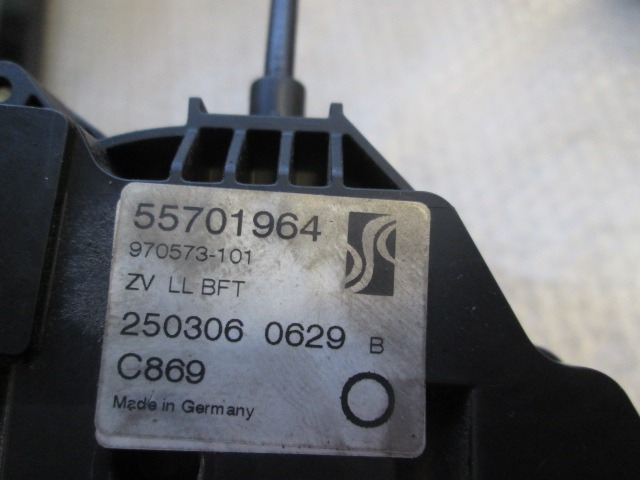 55701964
970573-101
ZV LL BFT
250306 0629 B
C869
Made in Germany